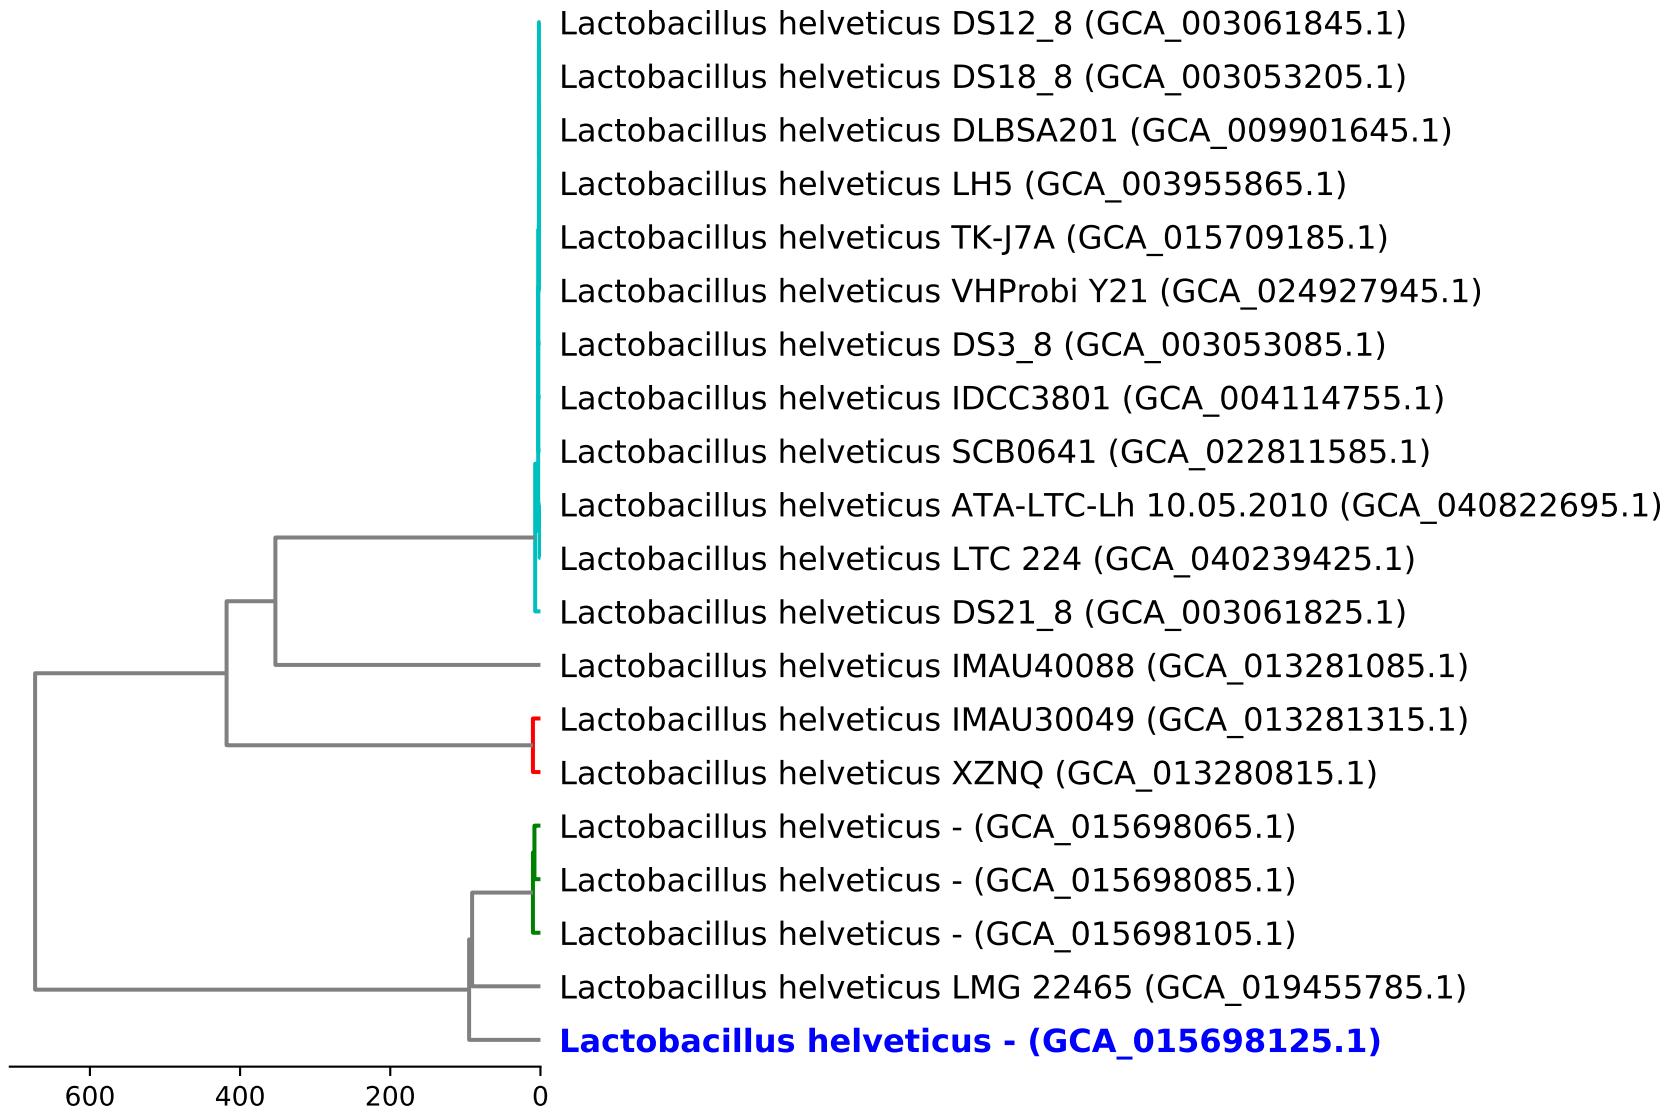 Lactobacillus helveticus DS12_8 (GCA_003061845.1)
Lactobacillus helveticus DS18_8 (GCA_003053205.1)
Lactobacillus helveticus DLBSA201 (GCA_009901645.1)
Lactobacillus helveticus LH5 (GCA_003955865.1)
Lactobacillus helveticus TK-J7A (GCA_015709185.1)
Lactobacillus helveticus VHProbi Y21 (GCA_024927945.1)
Lactobacillus helveticus DS3_8 (GCA_003053085.1)
Lactobacillus helveticus IDCC3801 (GCA_004114755.1)
Lactobacillus helveticus SCB0641 (GCA_022811585.1)
Lactobacillus helveticus ATA-LTC-Lh 10.05.2010 (GCA_040822695.1)
Lactobacillus helveticus LTC 224 (GCA_040239425.1)
Lactobacillus helveticus DS21_8 (GCA_003061825.1)
Lactobacillus helveticus IMAU40088 (GCA_013281085.1)
Lactobacillus helveticus IMAU30049 (GCA_013281315.1)
Lactobacillus helveticus XZNQ (GCA_013280815.1)
Lactobacillus helveticus - (GCA_015698065.1)
Lactobacillus helveticus - (GCA_015698085.1)
Lactobacillus helveticus - (GCA_015698105.1)
Lactobacillus helveticus LMG 22465 (GCA_019455785.1)
Lactobacillus helveticus - (GCA_015698125.1)
600 400 200 0